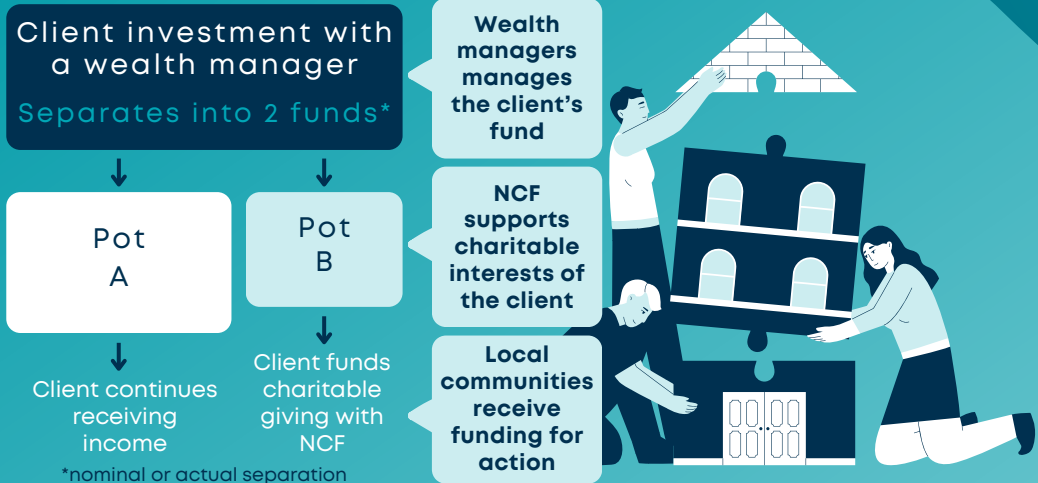 Client investment with
a wealth manager
Separates into 2 funds*
Pot
A
Client continues
receiving
income
Pot
B
Client funds
charitable
giving with
NCF
*nominal or actual separation
Wealth
managers
manages
the client's
fund
NCF
supports
charitable
interests of
the client
Local
communities
receive
funding for
action